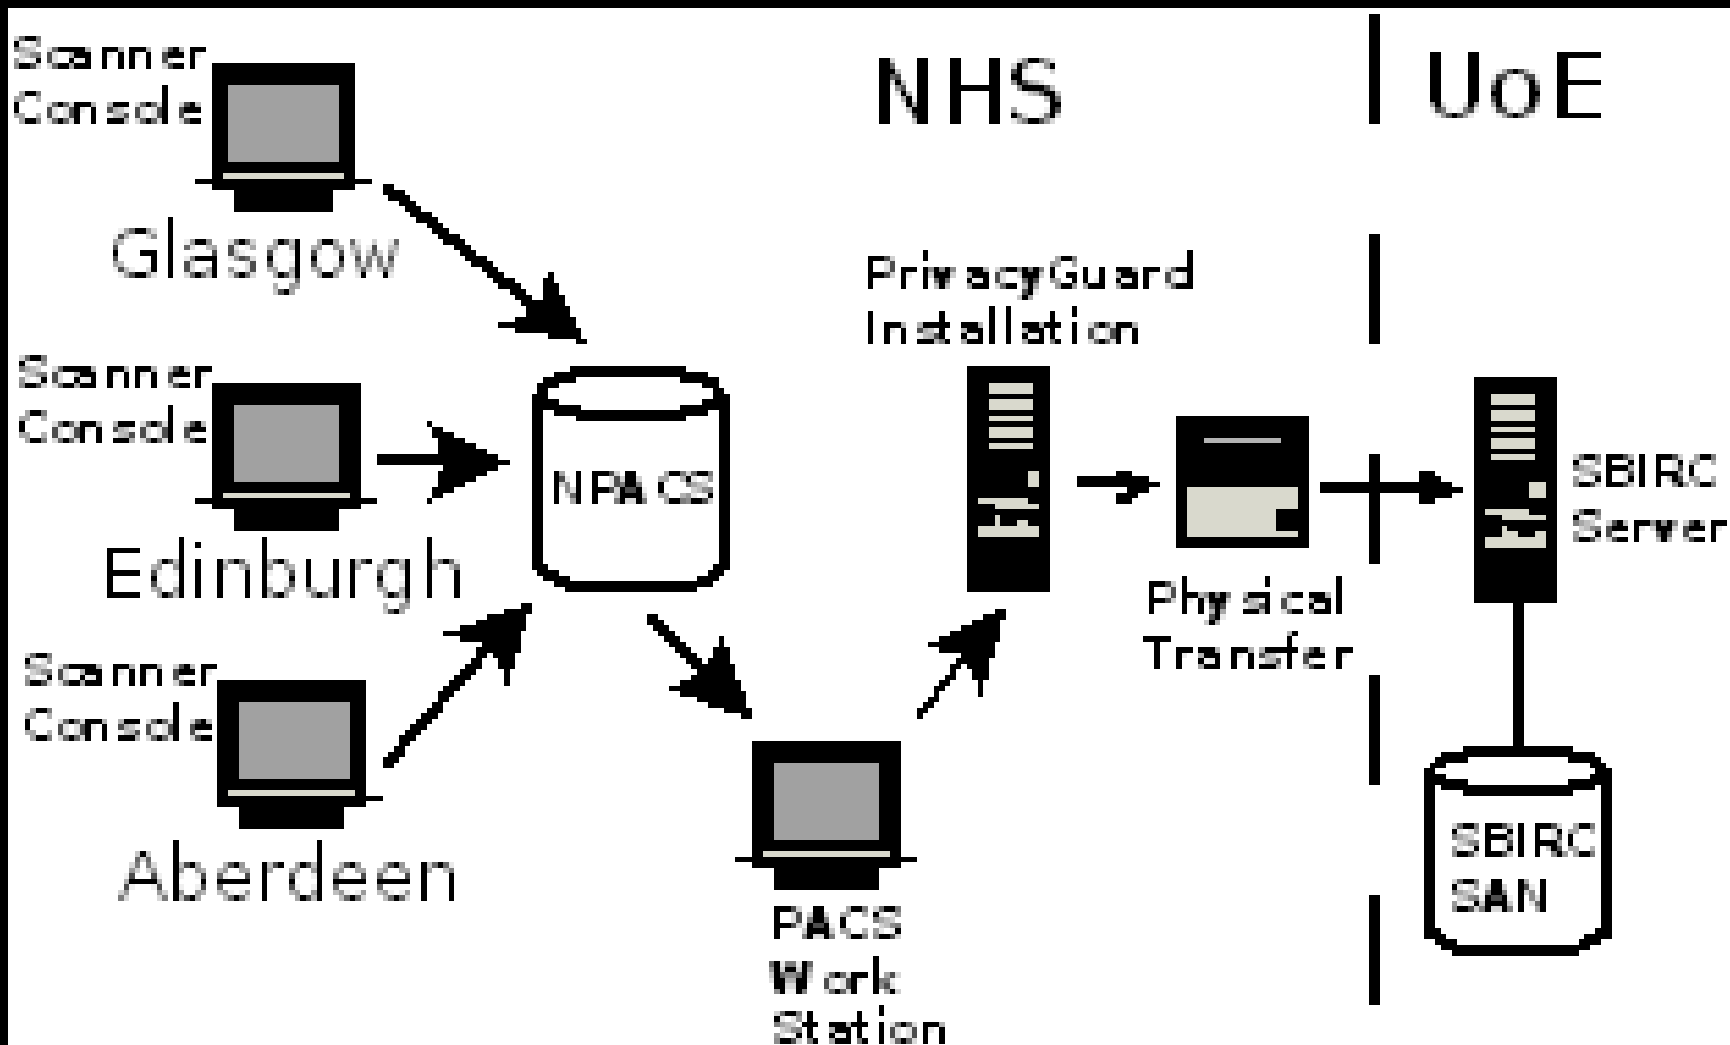 Scanner
Console
Glasgow
NHS
UoE
PrivacyGuard
Installation
Scanner
Console
Edinburgh
NPACS
SBIRC
Server
Physical
Transfer
Scanner
Console
Aberdeen
PACS
Work
Station
SBIRC
SAN